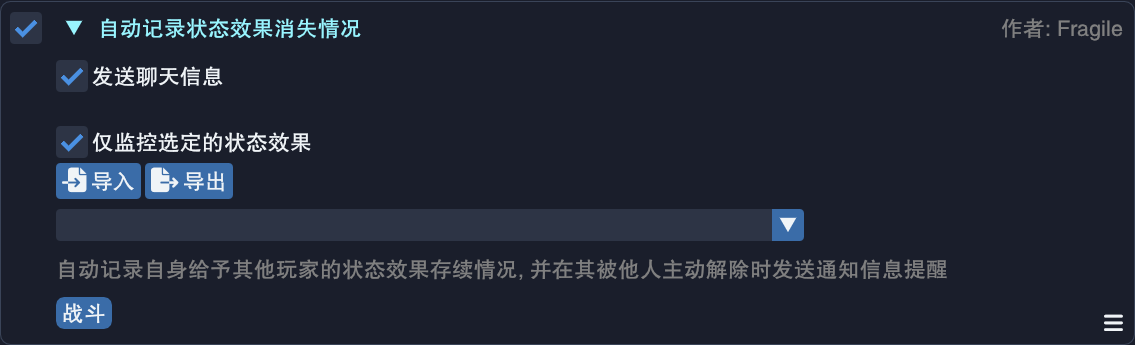 自动记录状态效果消失情况
作者: Fragile
发送聊天信息
仅监控选定的状态效果
导入 导出
自动记录自身给予其他玩家的状态效果存续情况, 并在其被他人主动解除时发送通知信息提醒
战斗